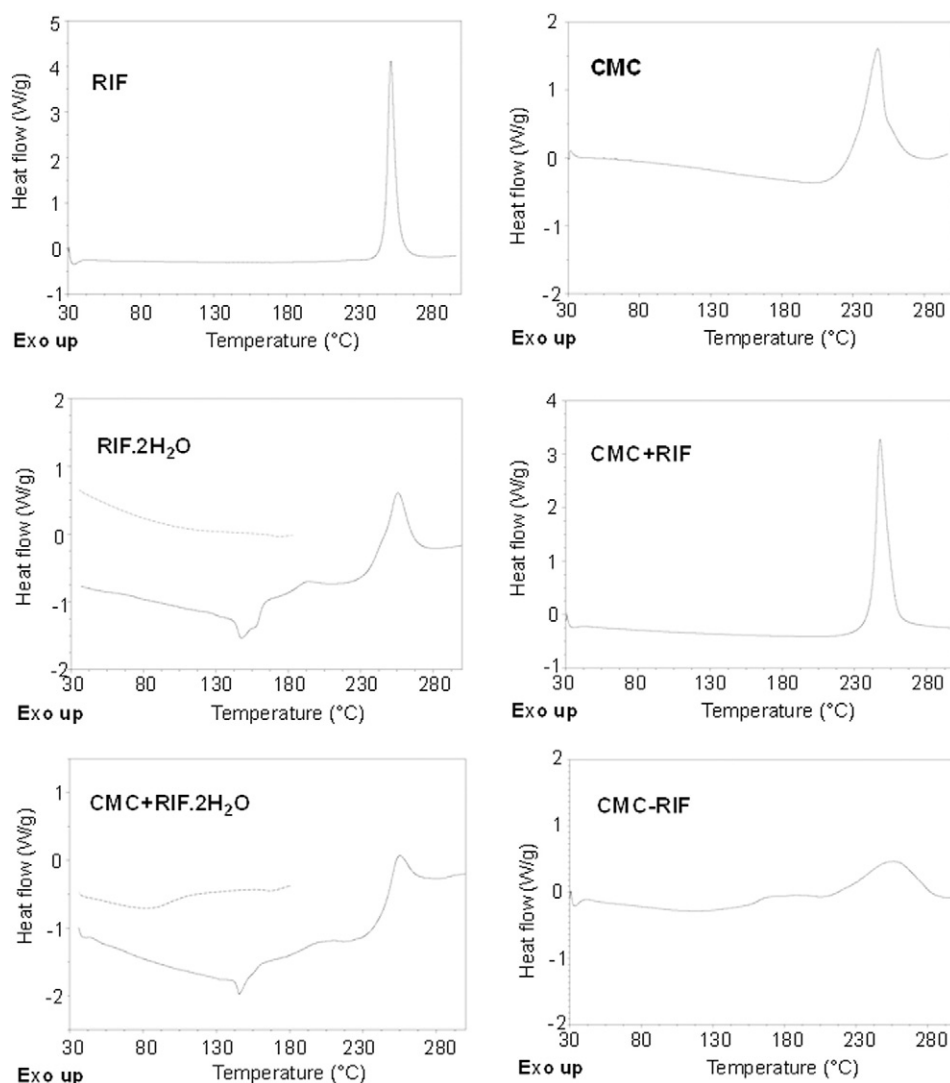 5
4
3
2
1
0
-1
RIF
Heat flow (W/g)
30 80 130 180 230 280
Exo up Temperature (°C)
2
1
0
-1
-2
CMC
Heat flow (W/g)
30 80 130 180 230 280
Exo up Temperature (°C)
2
1
0
-1
-2
RIF.2H₂O
Heat flow (W/g)
30 80 130 180 230 280
Exo up Temperature (°C)
4
3
2
1
0
-1
CMC+RIF
Heat flow (W/g)
30 80 130 180 230 280
Exo up Temperature (°C)
1
0
-1
-2
CMC+RIF.2H₂O
Heat flow (W/g)
30 80 130 180 230 280
Exo up Temperature (°C)
2
1
0
-1
-2
CMC-RIF
Heat flow (W/g)
30 80 130 180 230 280
Exo up Temperature (°C)